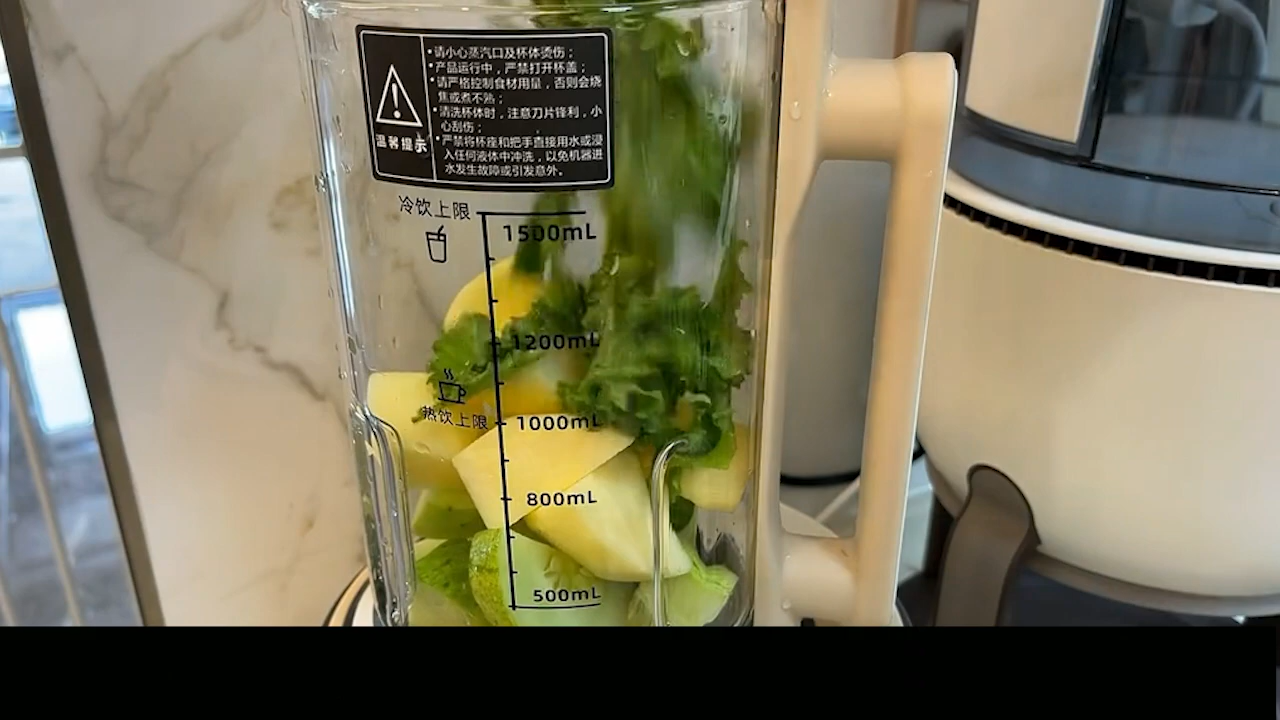 •请小心蒸汽口及杯体烫伤；
•产品运行中，严禁打开杯盖；
•请严格控制食材用量，否则会烧
焦或煮不熟；
•清洗杯体时，注意刀片锋利，小
心刮伤；
•严禁将杯座和把手直接用水或浸
入任何液体中冲洗，以免机器进
水发生故障或引发意外。
温馨提示
冷饮上限
1500mL
1200mL
热饮上限
1000mL
800mL
500mL